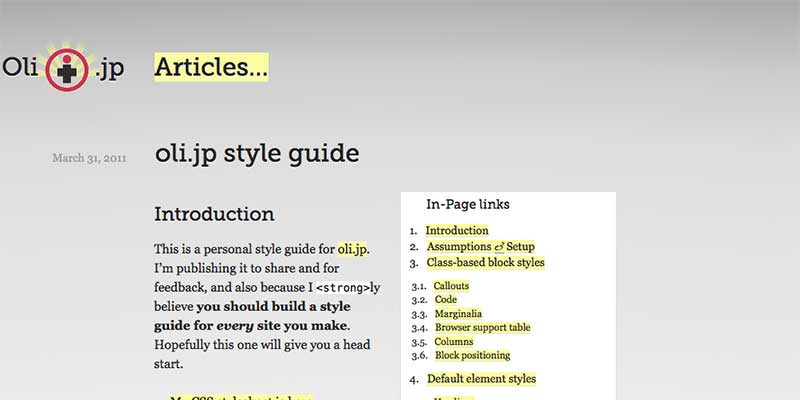 Oli .jp
Articles…
March 31, 2011
oli.jp style guide
Introduction
This is a personal style guide for oli.jp.
I’m publishing it to share and for
feedback, and also because I <strong>ly
believe you should build a style
guide for every site you make.
Hopefully this one will give you a head
start.
In-Page links
1. Introduction
2. Assumptions & Setup
3. Class-based block styles
3.1. Callouts
3.2. Code
3.3. Marginalia
3.4. Browser support table
3.5. Columns
3.6. Block positioning
4. Default element styles